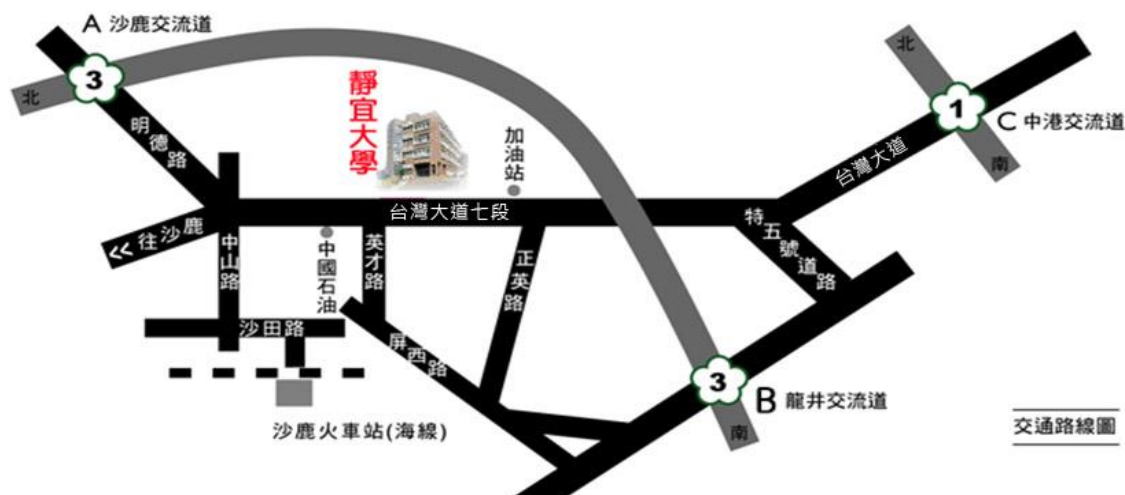 A 沙鹿交流道
3
北
明德路
靜宜大學
加油站
北
1
C 中港交流道
南
台灣大道
台灣大道七段
<<往沙鹿
中山路
中國石油
英才路
正英路
特五號道路
沙田路
屏西路
3
B 龍井交流道
南
沙鹿火車站(海線)
交通路線圖